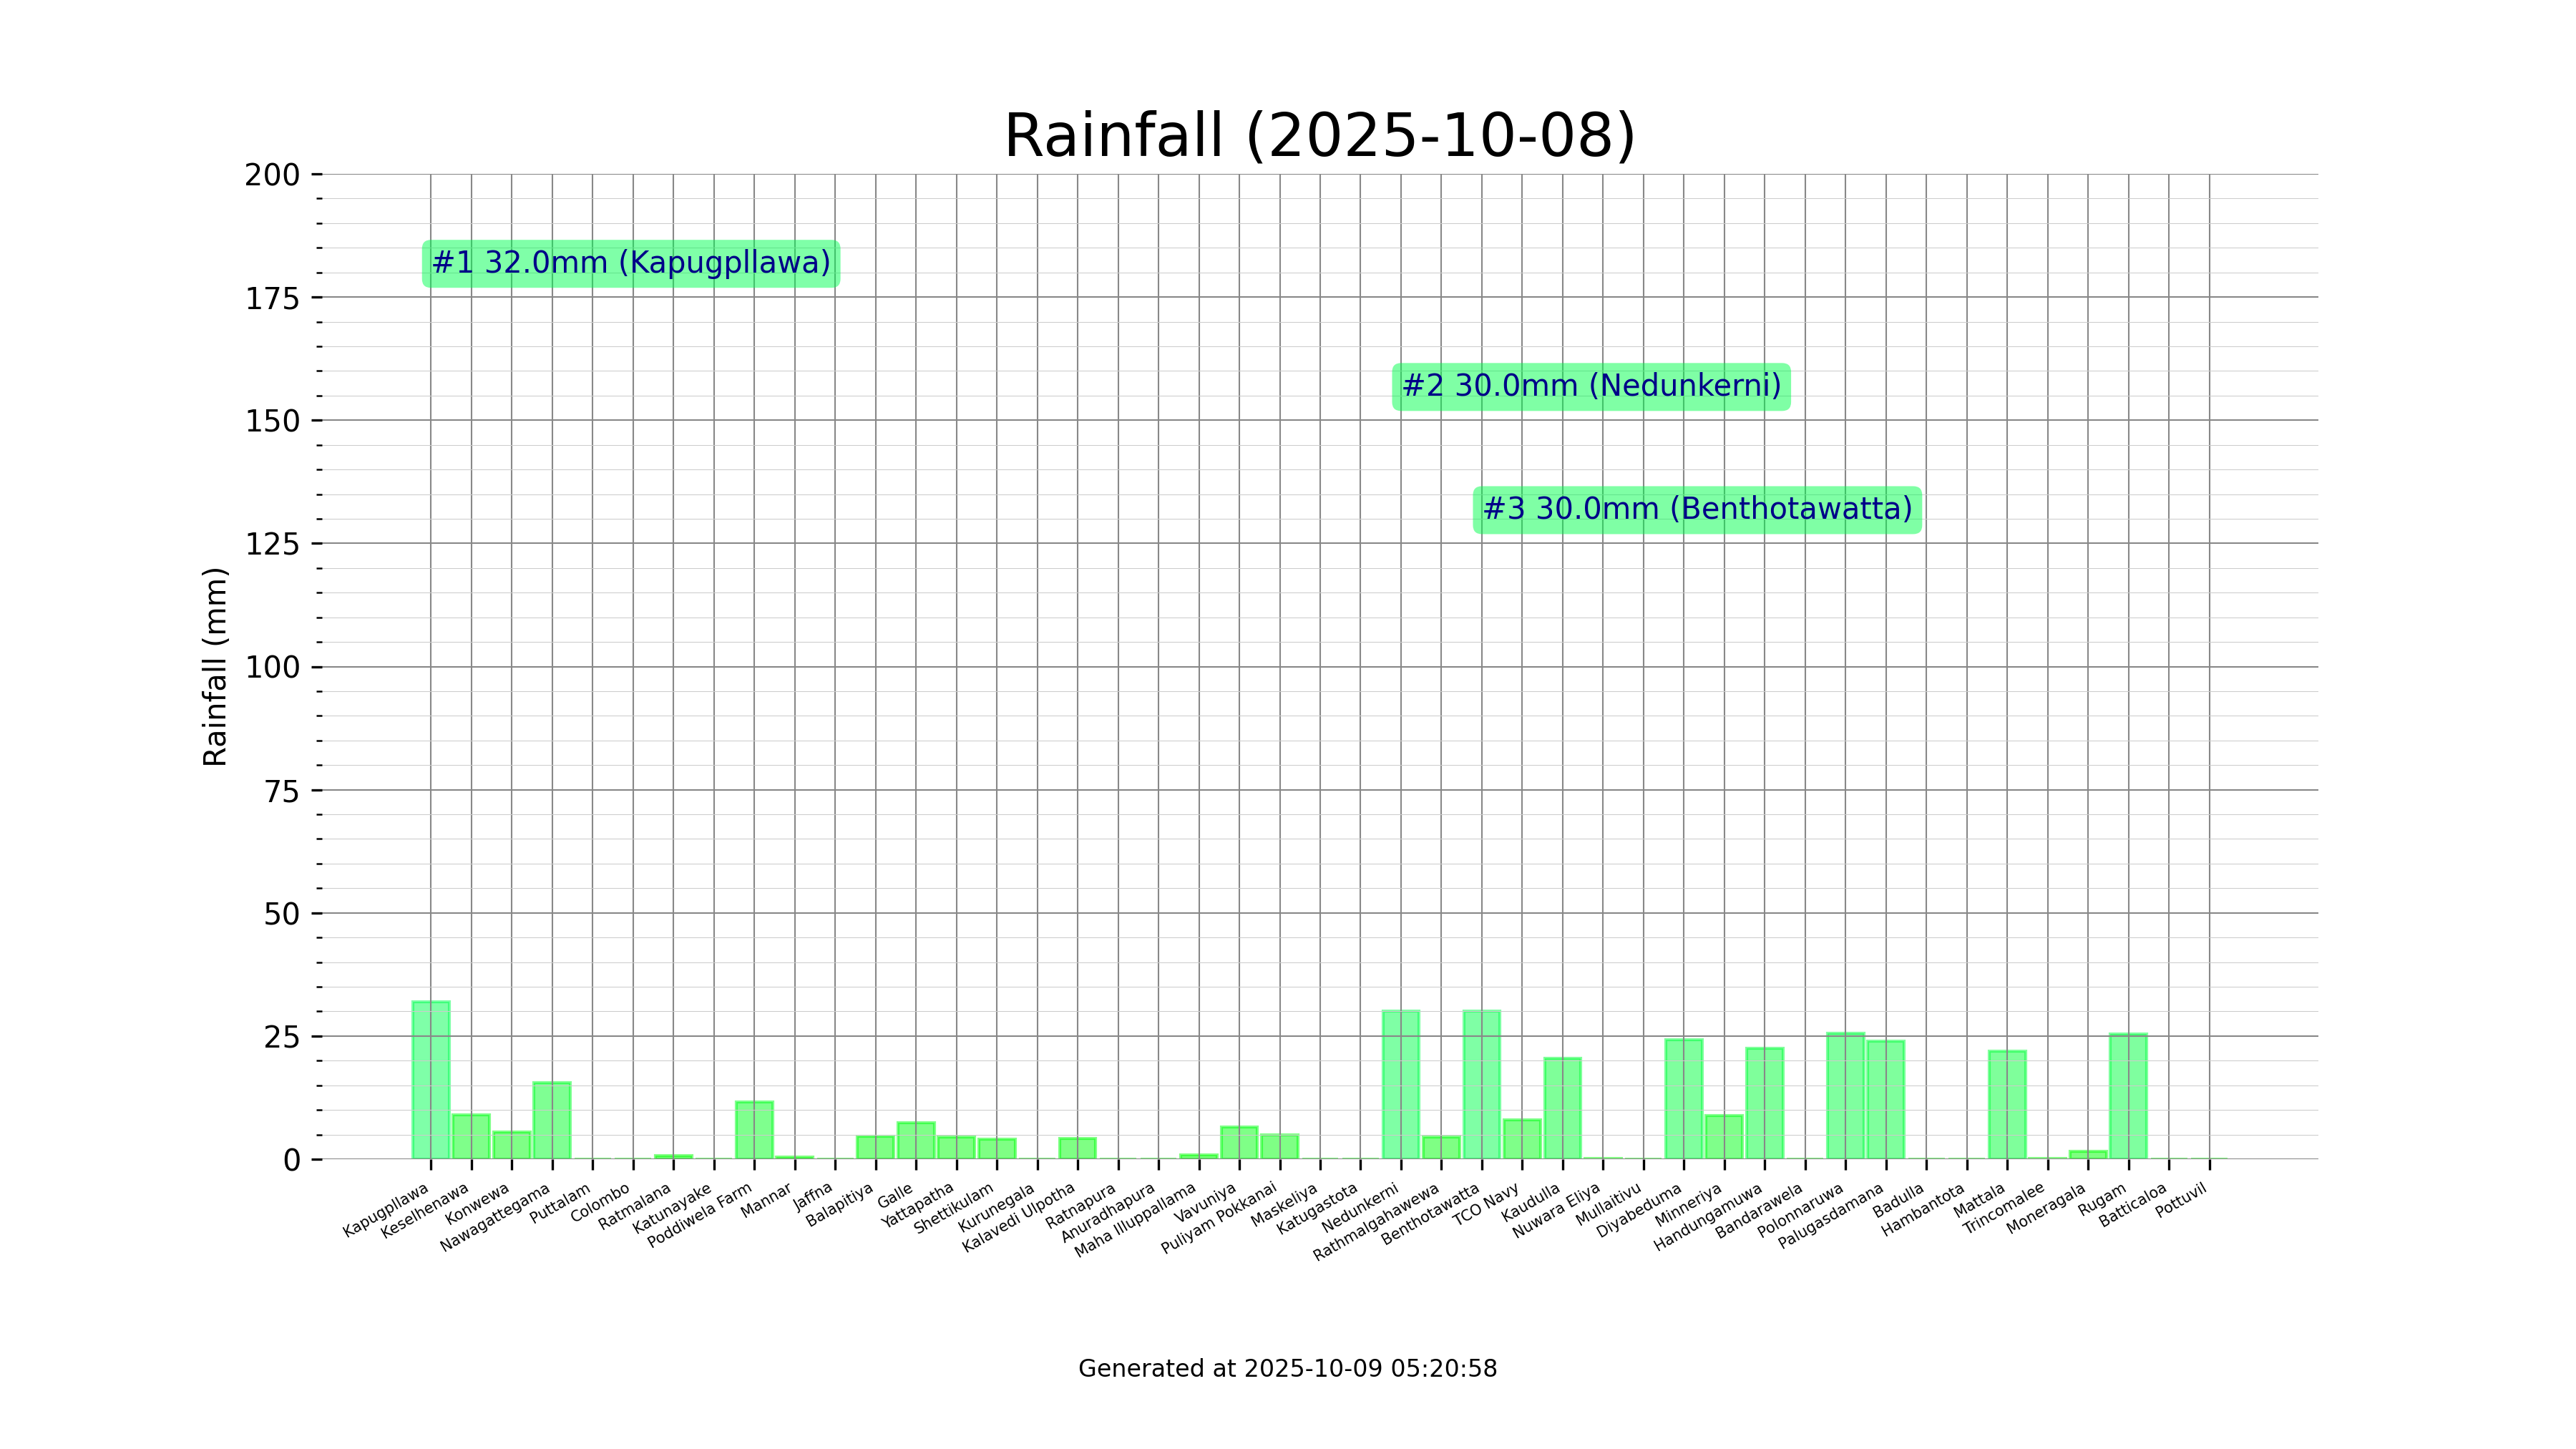 Rainfall (2025-10-08)
Rainfall (mm)
200
175
150
125
100
75
50
25
0
#1 32.0mm (Kapugpllawa)
#2 30.0mm (Nedunkerni)
#3 30.0mm (Benthotawatta)
Kapugpllawa
Keselhenawa
Konwewa
Nawagattegama
Puttalam
Colombo
Ratmalana
Katunayake
Poddiwela Farm
Mannar
Jaffna
Balapitiya
Galle
Yattapatha
Shettikulam
Kurunegala
Kalavedi Ulpotha
Ratnapura
Anuradhapura
Maha Illuppallama
Vavuniya
Puliyam Pokkanai
Maskeliya
Katugastota
Nedunkerni
Rathmalgahawewa
Benthotawatta
TCO Navy
Kaudulla
Nuwara Eliya
Mullaitivu
Diyabeduma
Minneriya
Handungamuwa
Bandarawela
Polonnaruwa
Palugasdamana
Badulla
Hambantota
Mattala
Trincomalee
Moneragala
Rugam
Batticaloa
Pottuvil
Generated at 2025-10-09 05:20:58